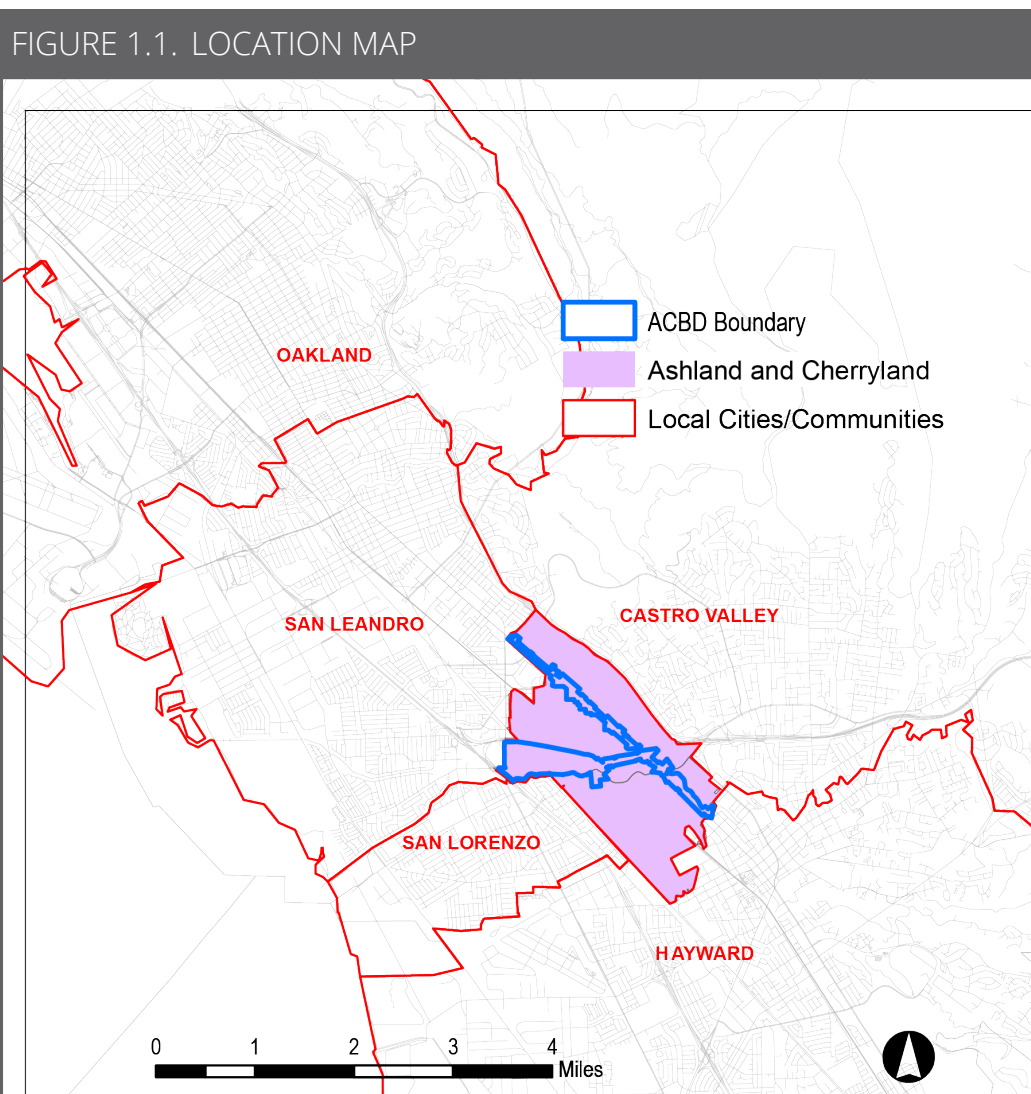 FIGURE 1.1. LOCATION MAP
ACBD Boundary
OAKLAND
Ashland and Cherryland
Local Cities/Communities
CASTRO VALLEY
SAN LEANDRO
SAN LORENZO
HAYWARD
0 1 2 3 4
Miles